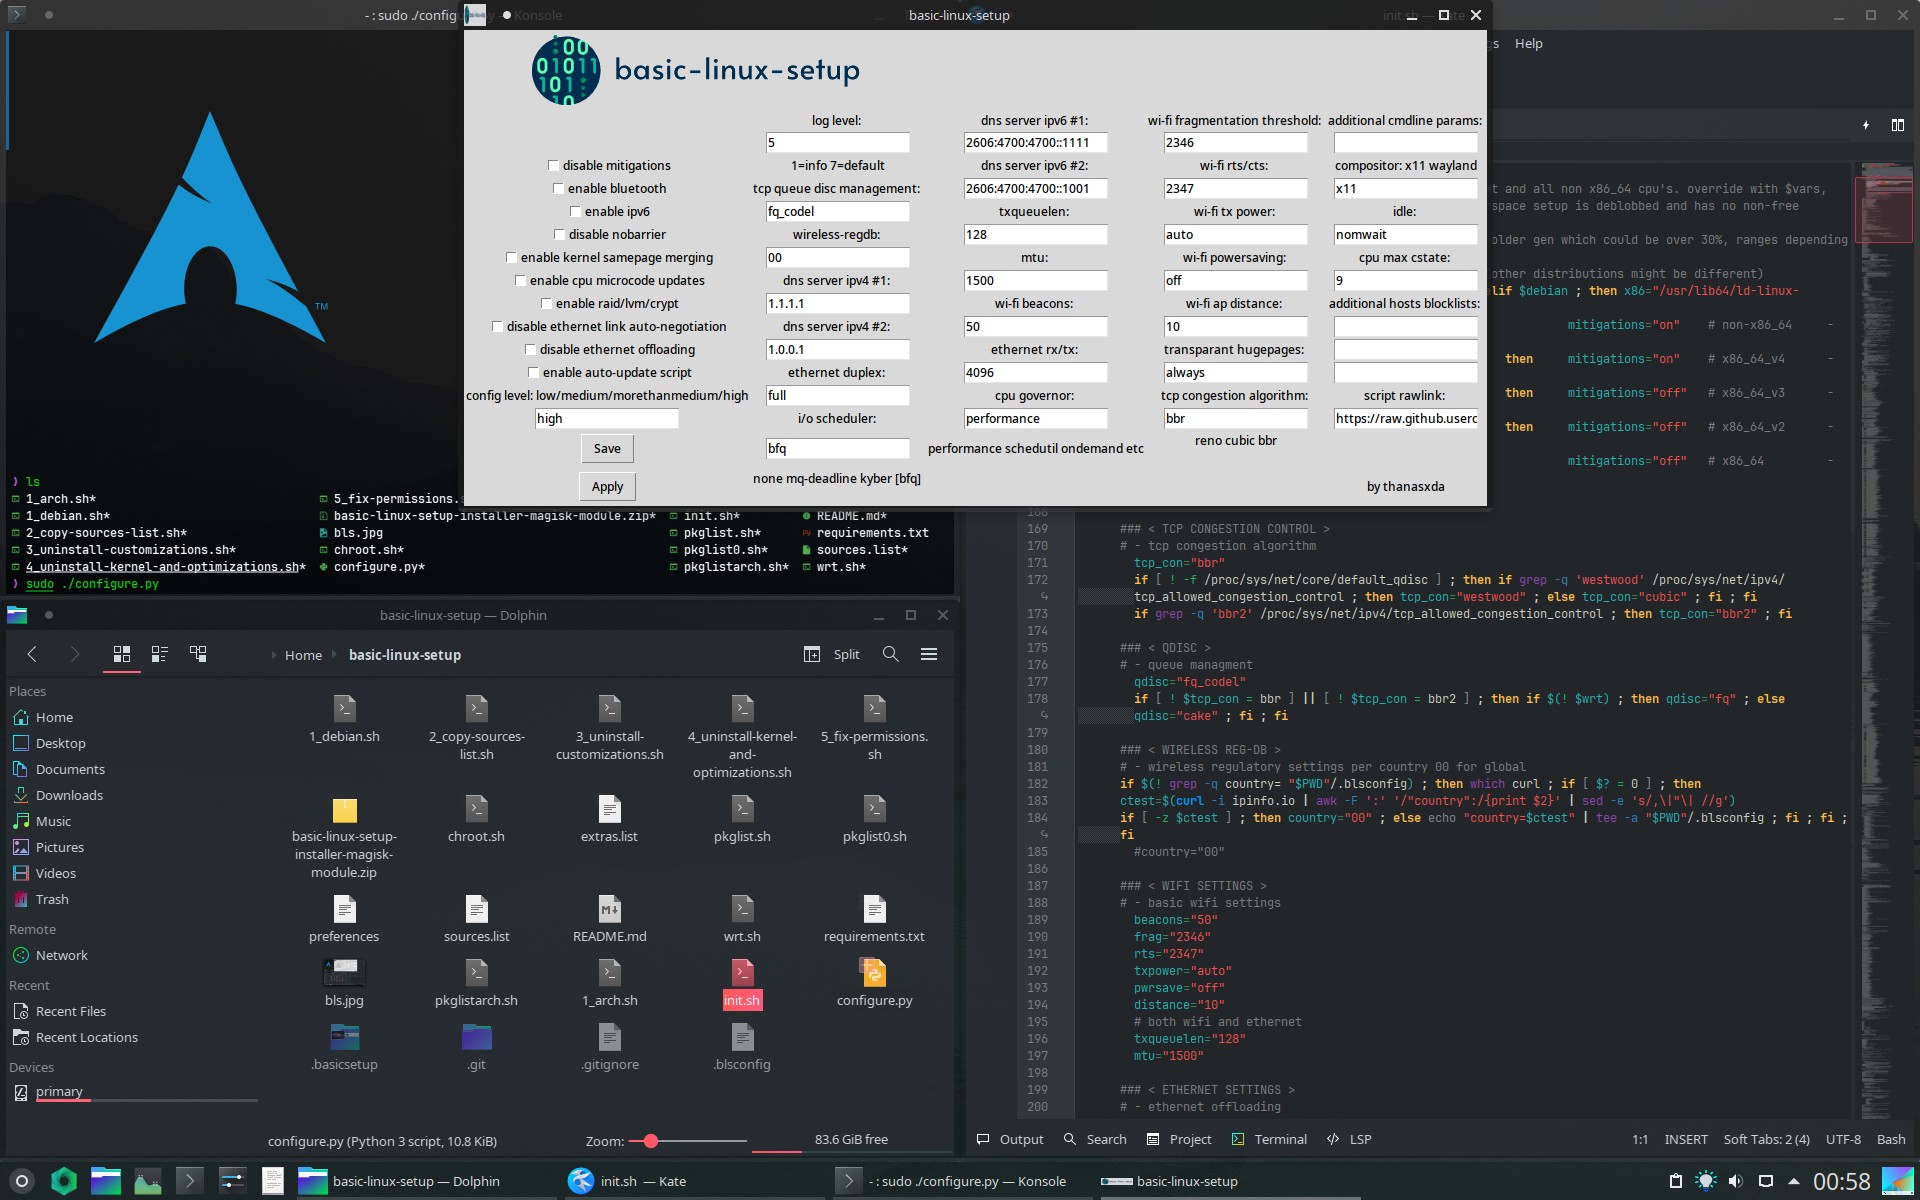 - : sudo ./configu
Konsole
basic-linux-setup
init.sh — Kate
s Help
00
01011
101
10
basic-linux-setup
log level:
5
1=info 7=default
disable mitigations
enable bluetooth
enable ipv6
disable nobarrier
enable kernel samepage merging
enable cpu microcode updates
enable raid/lvm/crypt
disable ethernet link auto-negotiation
disable ethernet offloading
enable auto-update script
config level: low/medium/morethanmedium/high
high
Save
Apply
tcp queue disc management:
fq_codel
wireless-regdb:
00
dns server ipv4 #1:
1.1.1.1
dns server ipv4 #2:
1.0.0.1
ethernet duplex:
full
i/o scheduler:
bfq
none mq-deadline kyber [bfq]
dns server ipv6 #1:
2606:4700:4700::1111
dns server ipv6 #2:
2606:4700:4700::1001
txqueuelen:
128
mtu:
1500
wi-fi beacons:
50
ethernet rx/tx:
4096
cpu governor:
performance
performance schedutil ondemand etc
wi-fi fragmentation threshold:
2346
wi-fi rts/cts:
2347
wi-fi tx power:
auto
wi-fi powersaving:
off
wi-fi ap distance:
10
transparant hugepages:
always
tcp congestion algorithm:
bbr
reno cubic bbr
additional cmdline params:
compositor: x11 wayland
x11
idle:
nomwait
cpu max cstate:
9
additional hosts blocklists:
script rawlink:
https://raw.github.userc
by thanasxda
TM
❯ ls
1_arch.sh* 5_fix-permissions.
1_debian.sh* basic-linux-setup-installer-magisk-module.zip* init.sh* README.md*
2_copy-sources-list.sh* bls.jpg pkglist.sh* requirements.txt
3_uninstall-customizations.sh* chroot.sh* pkglist0.sh* sources.list*
4_uninstall-kernel-and-optimizations.sh* configure.py* pkglistarch.sh* wrt.sh*
❯ sudo ./configure.py
t and all non x86_64 cpu's. override with $vars,
space setup is deblobbed and has no non-free
older gen which could be over 30%, ranges depending
other distributions might be different)
lif $debian ; then x86="/usr/lib64/ld-linux-
mitigations="on" # non-x86_64 -
then mitigations="on" # x86_64_v4 -
then mitigations="off" # x86_64_v3 -
then mitigations="off" # x86_64_v2 -
mitigations="off" # x86_64 -
168
169 ### < TCP CONGESTION CONTROL >
170 # - tcp congestion algorithm
171 tcp_con="bbr"
172 if [ ! -f /proc/sys/net/core/default_qdisc ] ; then if grep -q 'westwood' /proc/sys/net/ipv4/
tcp_allowed_congestion_control ; then tcp_con="westwood" ; else tcp_con="cubic" ; fi ; fi
173 if grep -q 'bbr2' /proc/sys/net/ipv4/tcp_allowed_congestion_control ; then tcp_con="bbr2" ; fi
174
175 ### < QDISC >
176 # - queue managment
177 qdisc="fq_codel"
178 if [ ! $tcp_con = bbr ] || [ ! $tcp_con = bbr2 ] ; then if $(! $wrt) ; then qdisc="fq" ; else
qdisc="cake" ; fi ; fi
179
180 ### < WIRELESS REG-DB >
181 # - wireless regulatory settings per country 00 for global
182 if $(! grep -q country= "$PWD"/.blsconfig) ; then which curl ; if [ $? = 0 ] ; then
183 ctest=$(curl -i ipinfo.io | awk -F ':' '/"country":/{print $2}' | sed -e 's/,\|"\| //g')
184 if [ -z $ctest ] ; then country="00" ; else echo "country=$ctest" | tee -a "$PWD"/.blsconfig ; fi ; fi ;
fi
185 #country="00"
186
187 ### < WIFI SETTINGS >
188 # - basic wifi settings
189 beacons="50"
190 frag="2346"
191 rts="2347"
192 txpower="auto"
193 pwrsave="off"
194 distance="10"
195 # both wifi and ethernet
196 txqueuelen="128"
197 mtu="1500"
198
199 ### < ETHERNET SETTINGS >
200 # - ethernet offloading
Output Search Project Terminal LSP
1:1 INSERT Soft Tabs: 2 (4) UTF-8 Bash
basic-linux-setup — Dolphin
Home basic-linux-setup
Split
Places
Home
Desktop
Documents
Downloads
Music
Pictures
Videos
Trash
Remote
Network
Recent
Recent Files
Recent Locations
Devices
primary
1_debian.sh
2_copy-sources-list.sh
3_uninstall-customizations.sh
4_uninstall-kernel-and-optimizations.sh
5_fix-permissions.sh
basic-linux-setup-installer-magisk-module.zip
chroot.sh
extras.list
pkglist.sh
pkglist0.sh
preferences
sources.list
README.md
wrt.sh
requirements.txt
bls.jpg
pkglistarch.sh
1_arch.sh
init.sh
configure.py
.basicsetup
.git
.gitignore
.blsconfig
configure.py (Python 3 script, 10.8 KiB)
Zoom:
83.6 GiB free
basic-linux-setup — Dolphin
init.sh — Kate
- : sudo ./configure.py — Konsole
basic-linux-setup
00:58